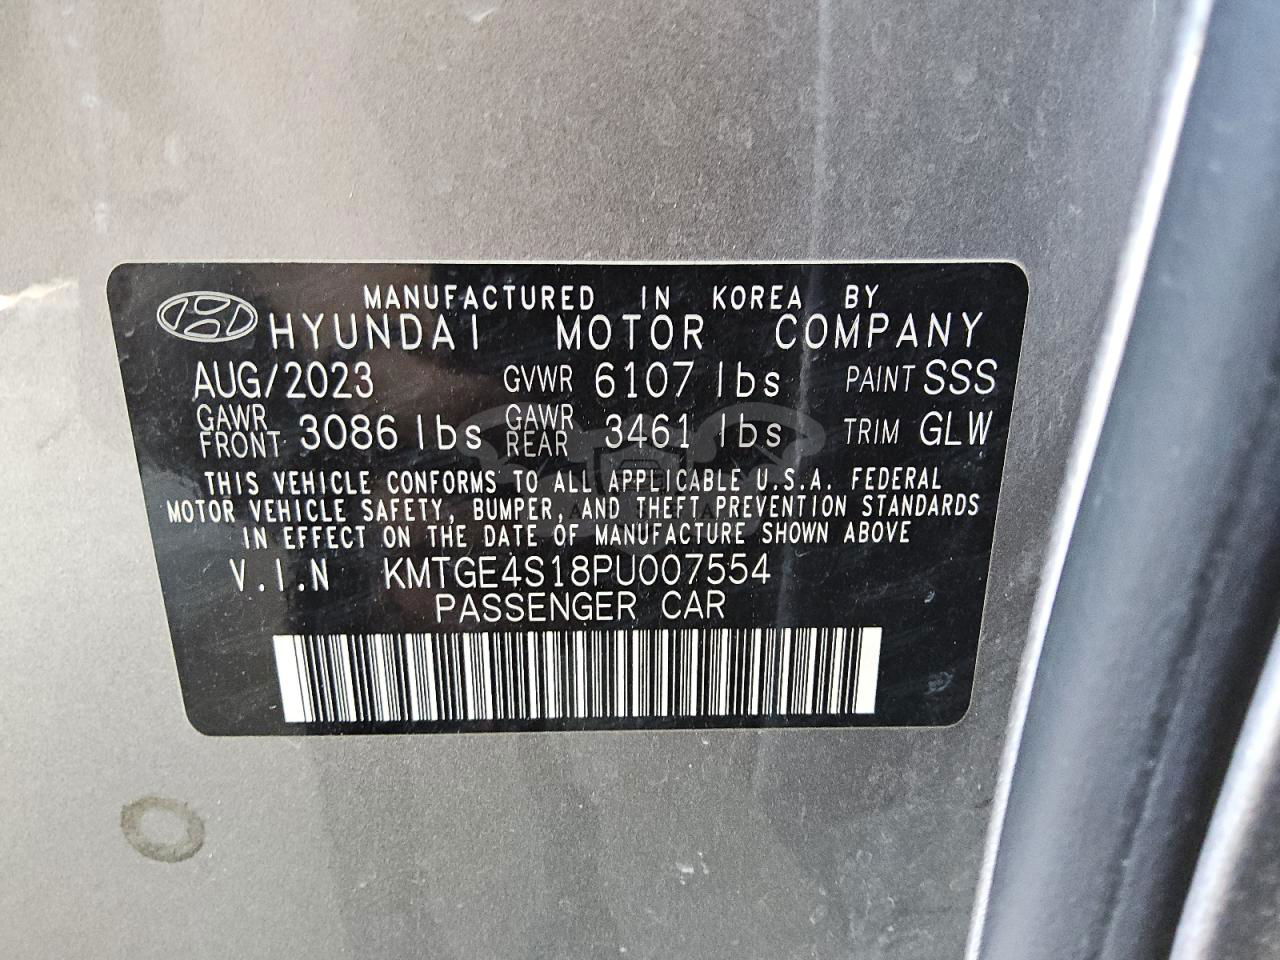 MANUFACTURED IN KOREA BY
HYUNDAI MOTOR COMPANY
AUG/2023 GVWR 6107 lbs PAINT SSS
GAWR FRONT 3086 lbs GAWR REAR 3461 lbs TRIM GLW
THIS VEHICLE CONFORMS TO ALL APPLICABLE U.S.A. FEDERAL
MOTOR VEHICLE SAFETY, BUMPER, AND THEFT PREVENTION STANDARDS
IN EFFECT ON THE DATE OF MANUFACTURE SHOWN ABOVE
V.I.N KMTGE4S18PU007554
PASSENGER CAR